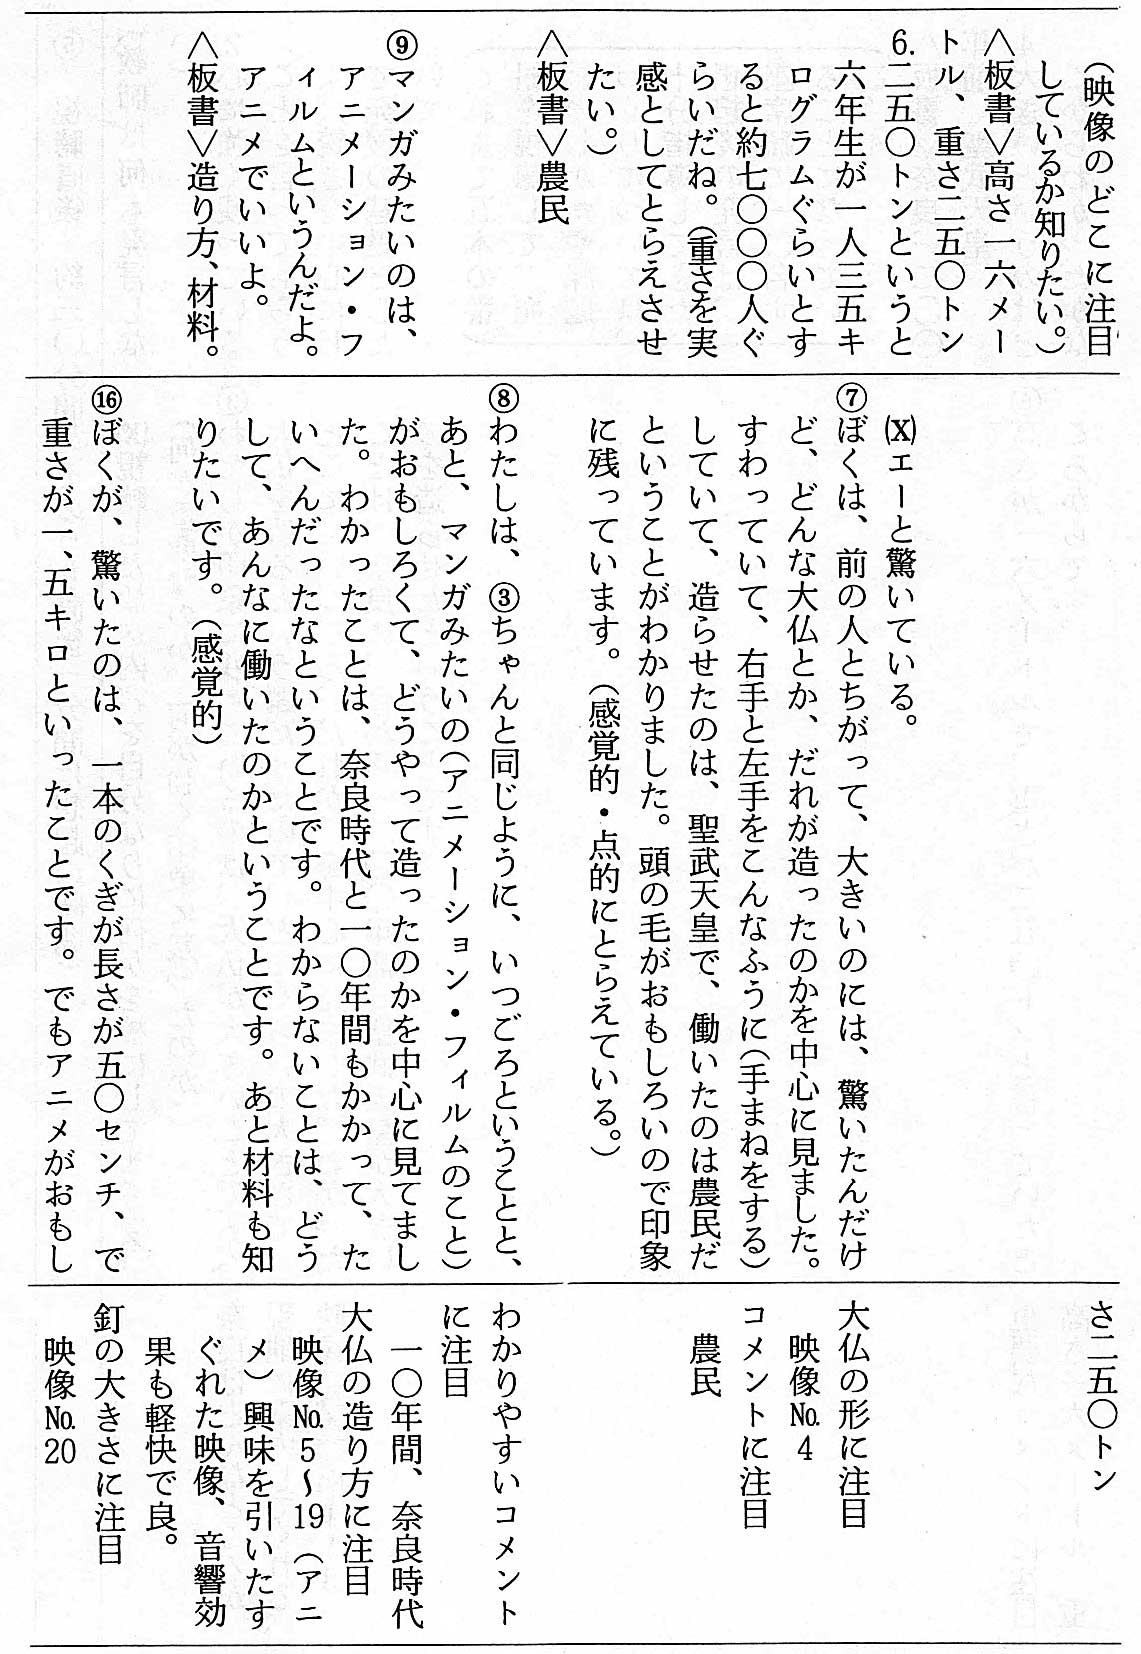 （映像のどこに注目
しているか知りたい。）
＜板書＞高さ一六メー
トル、重さ二五〇トン
6.二五〇トンというと
六年生が一人三五キ
ログラムぐらいとす
ると約七〇〇〇人ぐ
らいだね。（重さを実
感としてとらえさせ
たい。）
＜板書＞農民
⑨マンガみたいのは、
アニメーション・フ
ィルムというんだよ。
アニメでいいよ。
＜板書＞造り方、材料。
(X)エーと驚いている。
⑦ぼくは、前の人とちがって、大きいのには、驚いたんだけ
ど、どんな大仏とか、だれが造ったのかを中心に見ました。
すわっていて、右手と左手をこんなふうに（手まねをする）
していて、造らせたのは、聖武天皇で、働いたのは農民だ
ということがわかりました。頭の毛がおもしろいので印象
に残っています。（感覚的・点的にとらえている。）
⑧わたしは、③ちゃんと同じように、いつごろということと、
あと、マンガみたいの（アニメーション・フィルムのこと）
がおもしろくて、どうやって造ったのかを中心に見てまし
た。わかったことは、奈良時代と一〇年間もかかって、た
いへんだったなということです。わからないことは、どう
して、あんなに働いたのかということです。あと材料も知
りたいです。（感覚的）
⑯ぼくが、驚いたのは、一本のくぎが長さが五〇センチ、で
重さが一、五キロといったことです。でもアニメがおもし
さ二五〇トン
大仏の形に注目
映像№4
コメントに注目
農民
わかりやすいコメント
に注目
一〇年間、奈良時代
大仏の造り方に注目
映像№5～19（アニ
メ）興味を引いたす
ぐれた映像、音響効
果も軽快で良。
釘の大きさに注目
映像№20